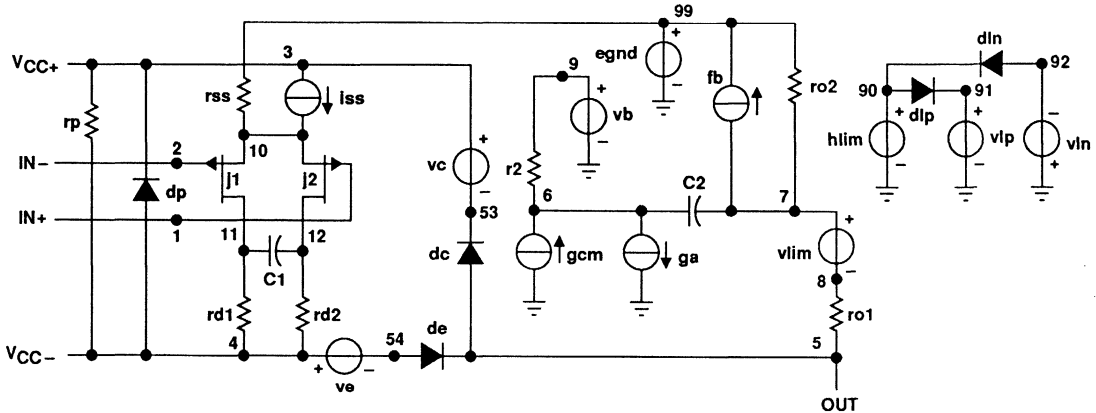 99
V CC+
3
egnd
dln
92
9
fb
rss
iss
ro2
90
91
rp
vb
dlp
10
hlim
vlp
vln
IN−
2
j1
j2
vc
r2
C2
dp
6
7
IN+
1
53
11
12
dc
gcm
ga
vlim
C1
8
rd1
rd2
ro1
V CC−
4
54
de
5
ve
OUT